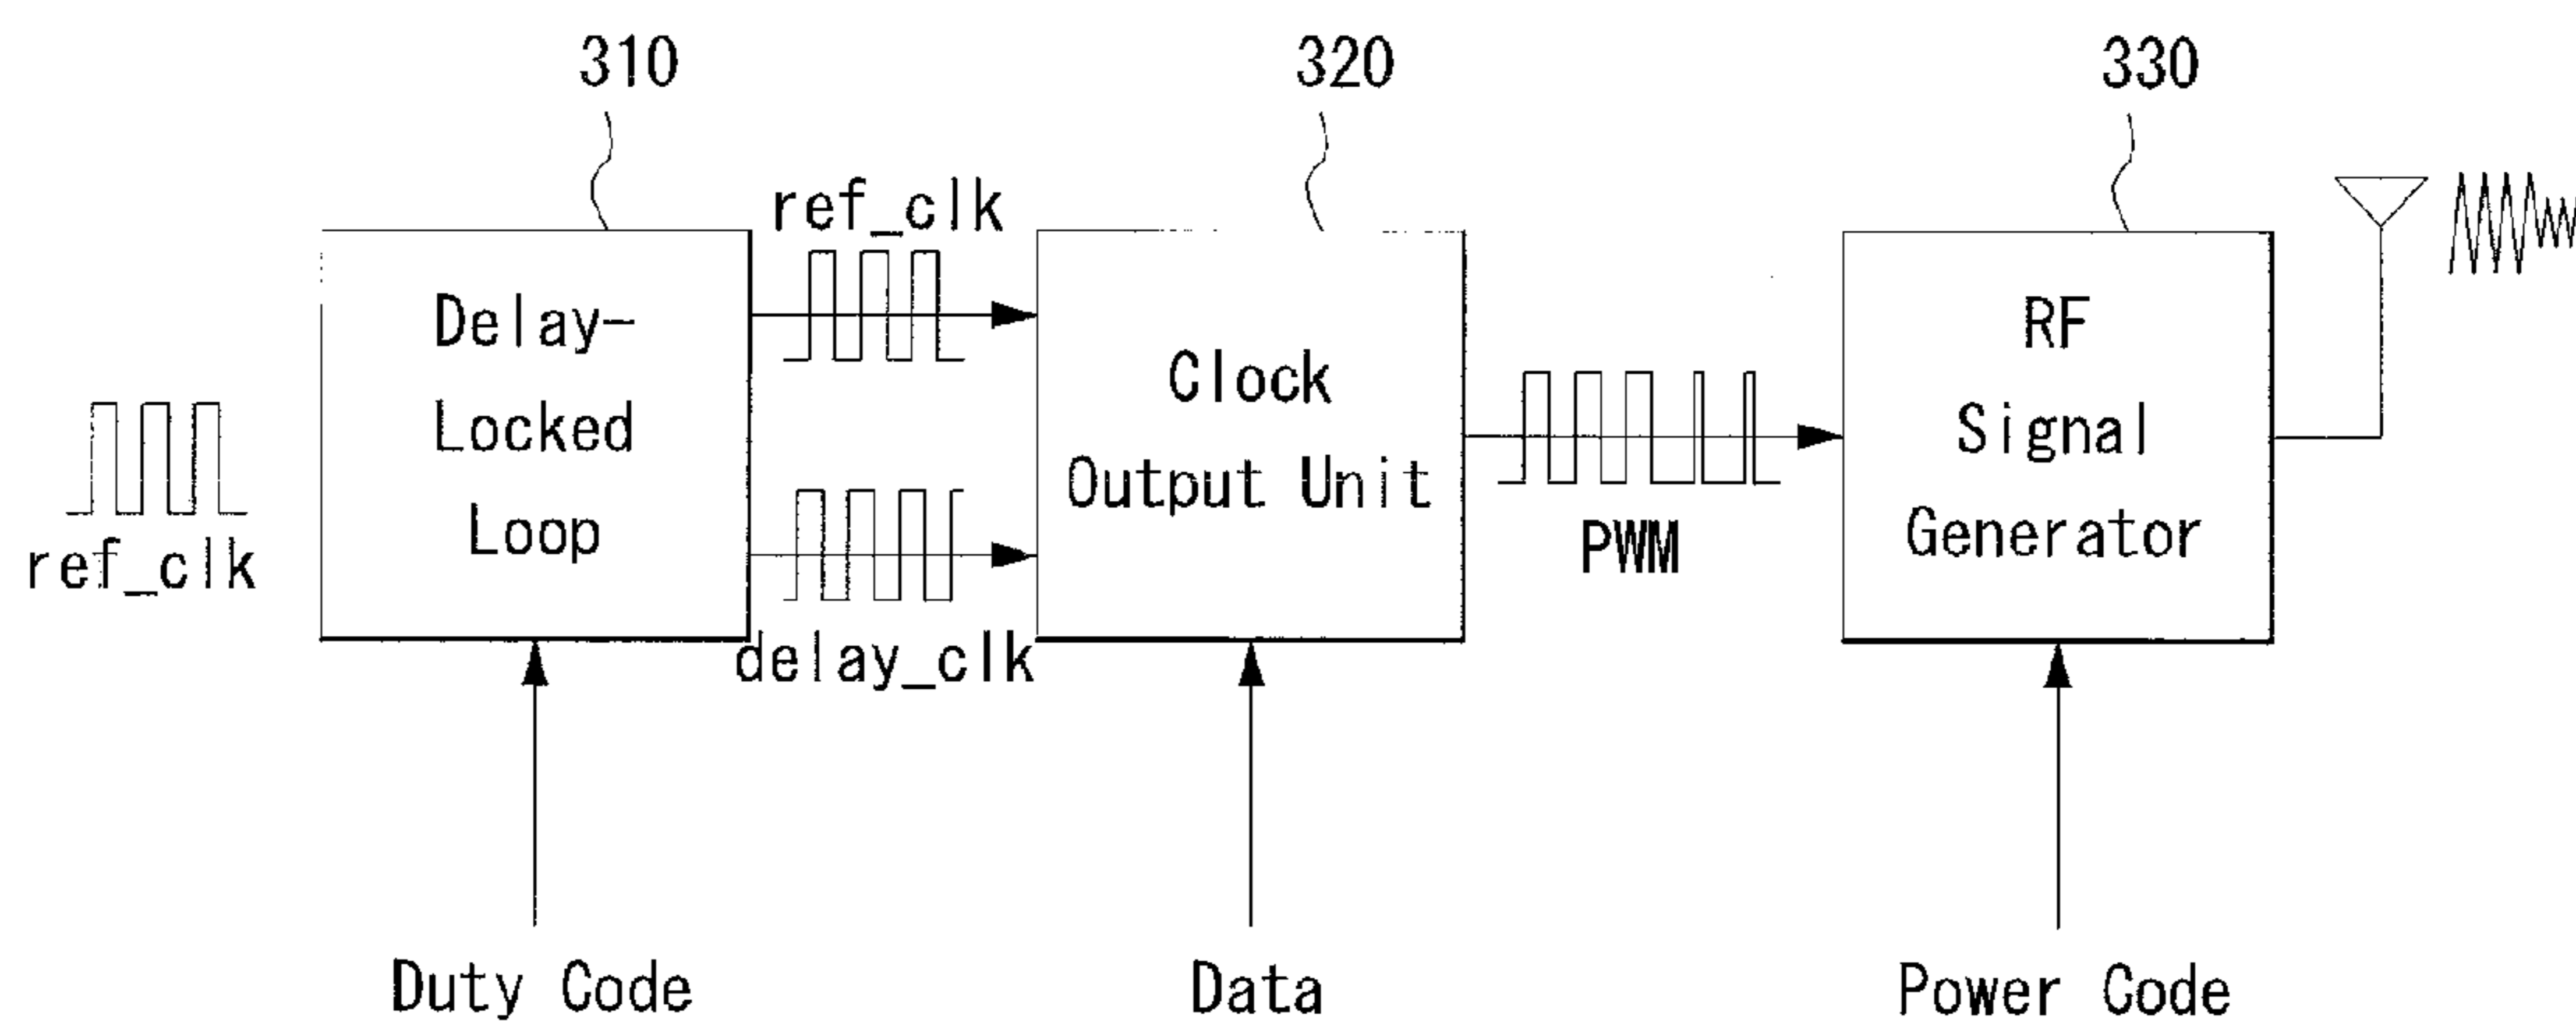 310
320
330
ref_clk
Delay-
Locked
Loop
ref_clk
delay_clk
Clock
Output Unit
PWM
RF
Signal
Generator
Duty Code
Data
Power Code